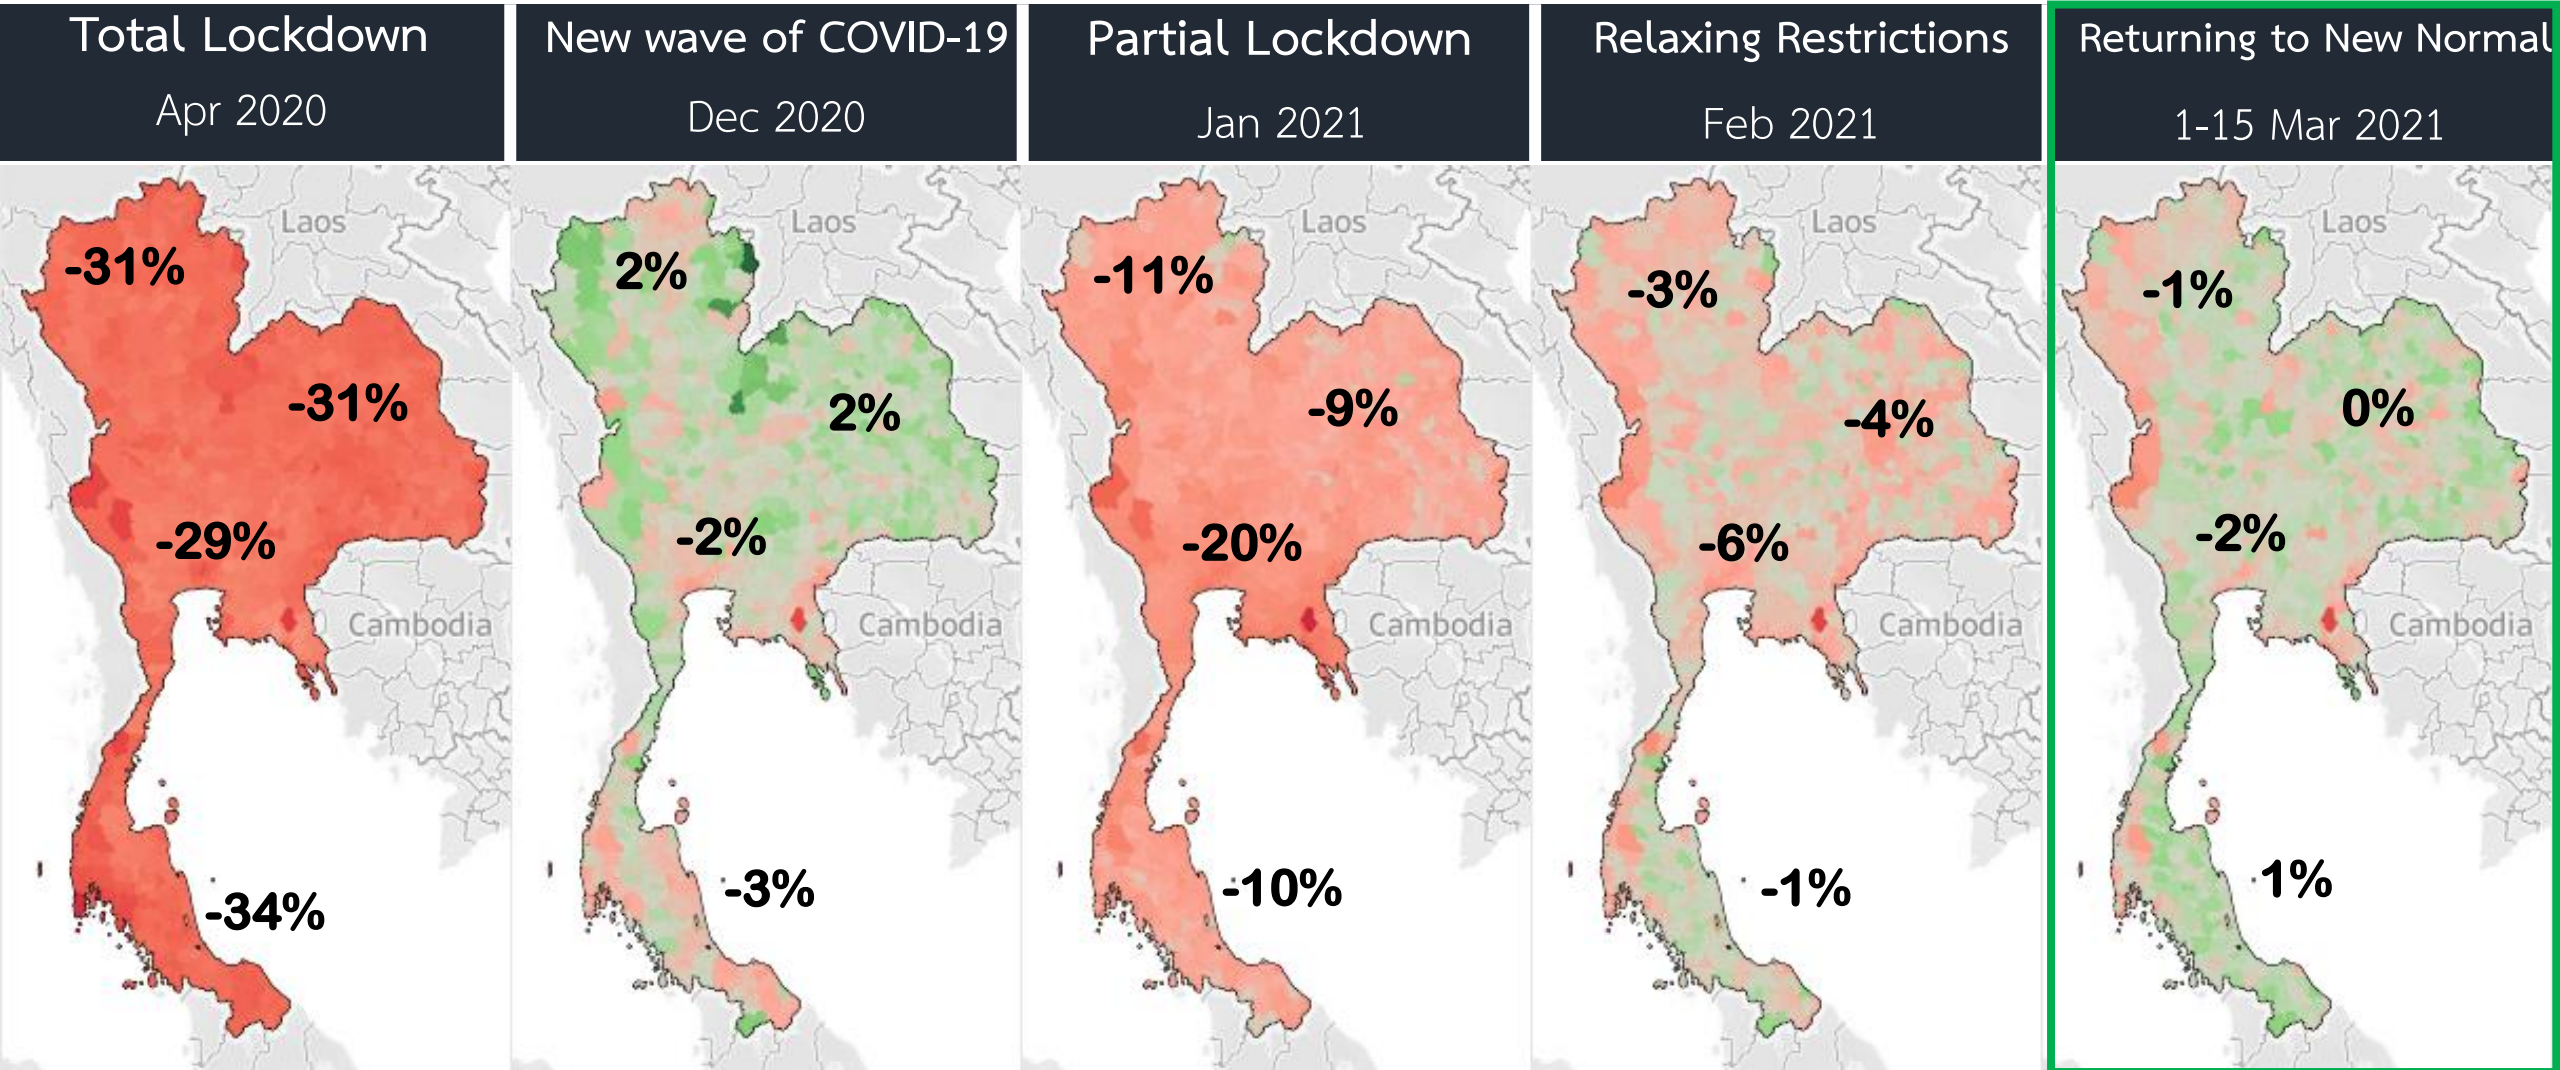 Total Lockdown
Apr 2020
Laos
-31%
-31%
-29%
Cambodia
-34%
New wave of COVID-19
Dec 2020
Laos
2%
2%
-2%
Cambodia
-3%
Partial Lockdown
Jan 2021
Laos
-11%
-9%
-20%
Cambodia
-10%
Relaxing Restrictions
Feb 2021
Laos
-3%
-4%
-6%
Cambodia
-1%
Returning to New Normal
1-15 Mar 2021
Laos
-1%
0%
-2%
Cambodia
1%